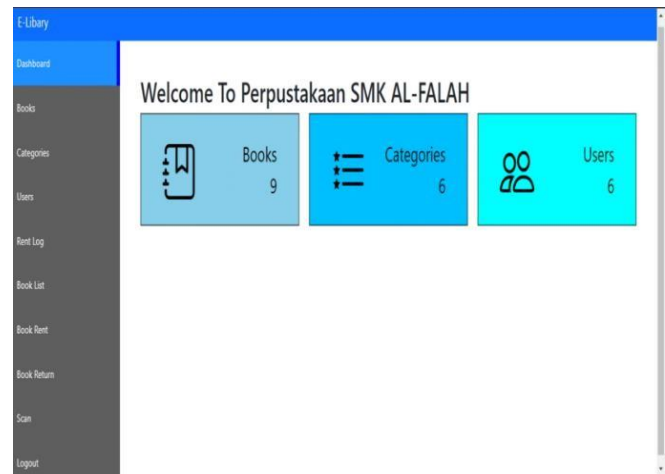 E-Libary
Dashboard
Books
Categories
Users
Rent Log
Book List
Book Rent
Book Return
Scan
Logout
Welcome To Perpustakaan SMK AL-FALAH
Books
9
Categories
6
Users
6